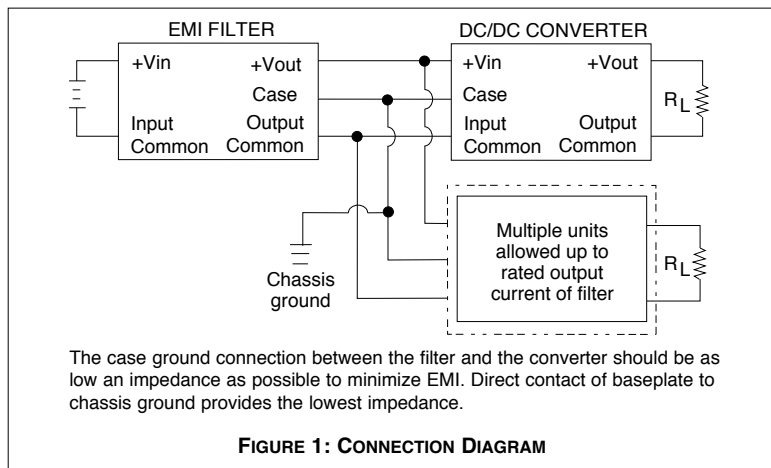 EMI FILTER
DC/DC CONVERTER
+Vin
+Vout
Case
Input
Common
Output
Common
+Vin
+Vout
Case
Input
Common
Output
Common
RL
Chassis
ground
Multiple units
allowed up to
rated output
current of filter
RL
The case ground connection between the filter and the converter should be as
low an impedance as possible to minimize EMI. Direct contact of baseplate to
chassis ground provides the lowest impedance.
FIGURE 1: CONNECTION DIAGRAM